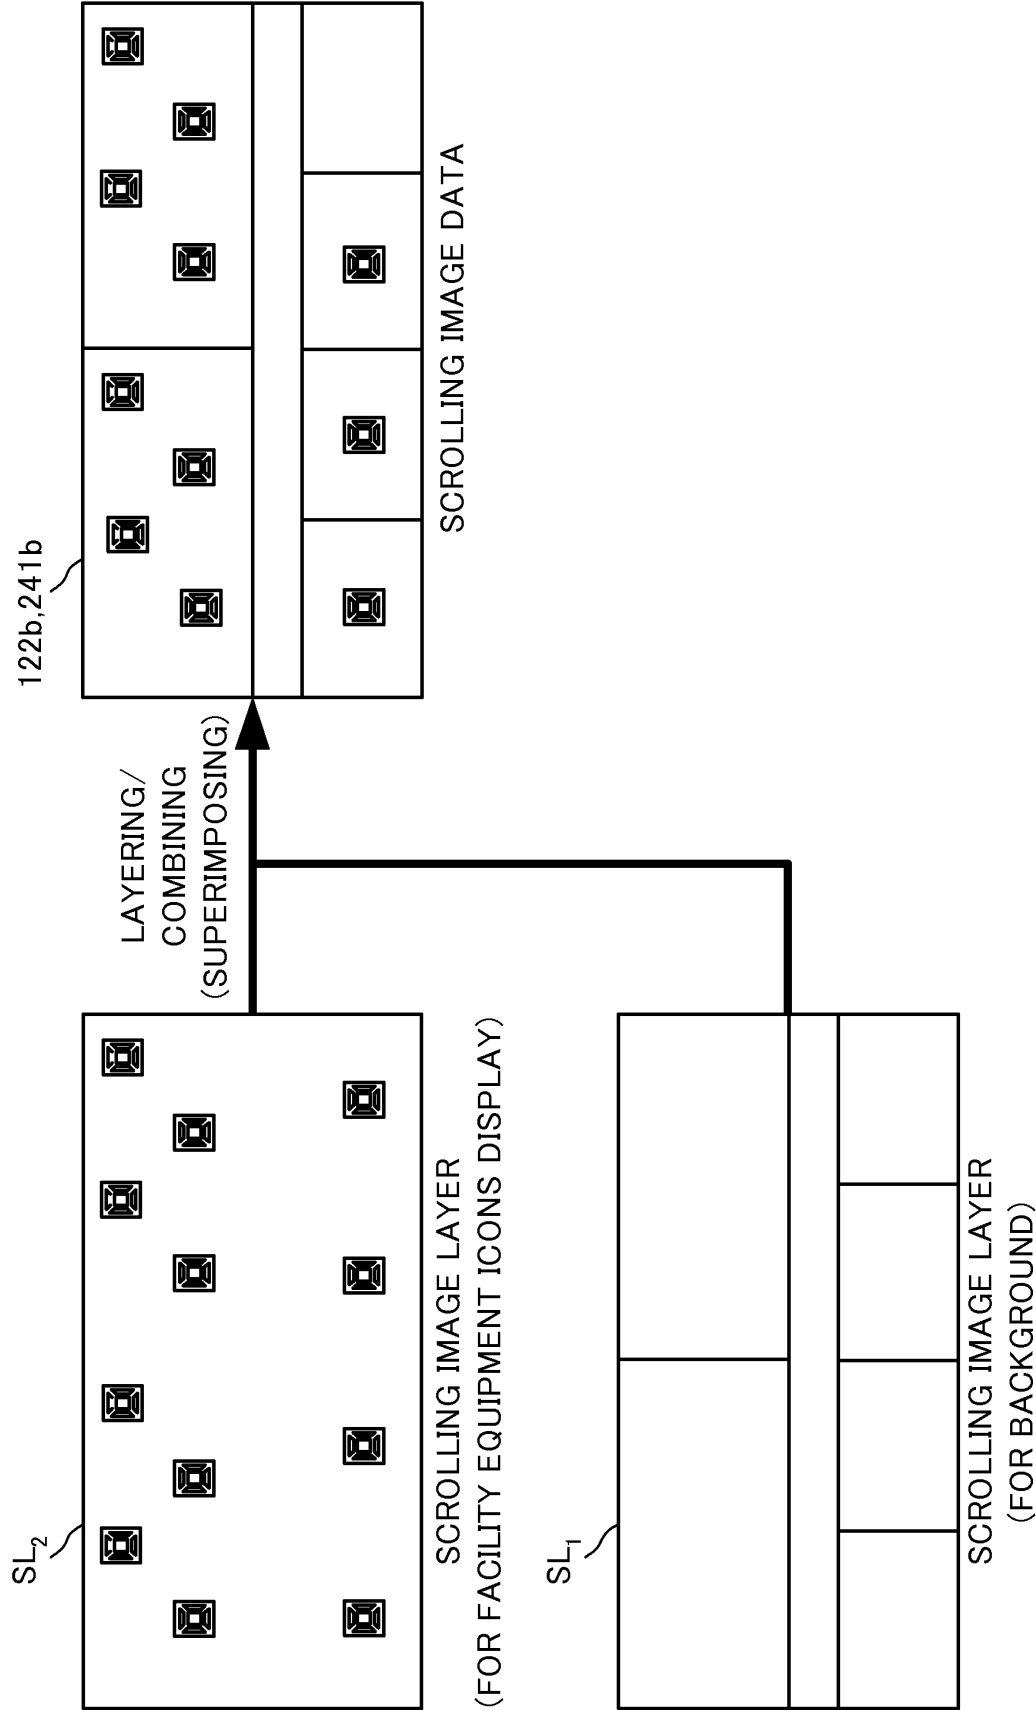 SL2
SCROLLING IMAGE LAYER
(FOR FACILITY EQUIPMENT ICONS DISPLAY)
LAYERING/
COMBINING
(SUPERIMPOSING)
122b,241b
SCROLLING IMAGE DATA
SL1
SCROLLING IMAGE LAYER
(FOR BACKGROUND)